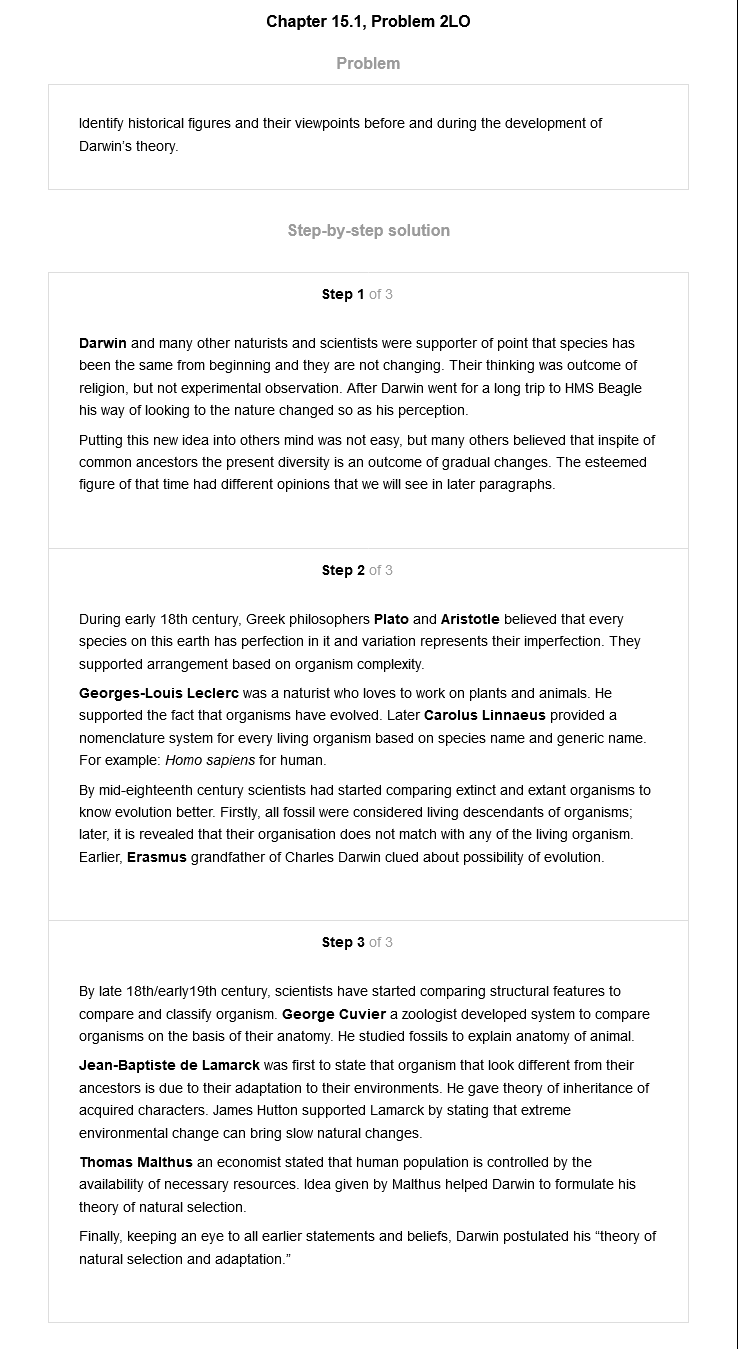 Chapter 15.1, Problem 2LO
Problem
Identify historical figures and their viewpoints before and during the development of
Darwin's theory.
Step-by-step solution
Step 1 of 3
Darwin and many other naturists and scientists were supporter of point that species has
been the same from beginning and they are not changing. Their thinking was outcome of
religion, but not experimental observation. After Darwin went for a long trip to HMS Beagle
his way of looking to the nature changed so as his perception.
Putting this new idea into others mind was not easy, but many others believed that inspite of
common ancestors the present diversity is an outcome of gradual changes. The esteemed
figure of that time had different opinions that we will see in later paragraphs.
Step 2 of 3
During early 18th century, Greek philosophers Plato and Aristotle believed that every
species on this earth has perfection in it and variation represents their imperfection. They
supported arrangement based on organism complexity.
Georges-Louis Leclerc was a naturist who loves to work on plants and animals. He
supported the fact that organisms have evolved. Later Carolus Linnaeus provided a
nomenclature system for every living organism based on species name and generic name.
For example: Homo sapiens for human.
By mid-eighteenth century scientists had started comparing extinct and extant organisms to
know evolution better. Firstly, all fossil were considered living descendants of organisms;
later, it is revealed that their organisation does not match with any of the living organism.
Earlier, Erasmus grandfather of Charles Darwin clued about possibility of evolution.
Step 3 of 3
By late 18th/early19th century, scientists have started comparing structural features to
compare and classify organism. George Cuvier a zoologist developed system to compare
organisms on the basis of their anatomy. He studied fossils to explain anatomy of animal.
Jean-Baptiste de Lamarck was first to state that organism that look different from their
ancestors is due to their adaptation to their environments. He gave theory of inheritance of
acquired characters. James Hutton supported Lamarck by stating that extreme
environmental change can bring slow natural changes.
Thomas Malthus an economist stated that human population is controlled by the
availability of necessary resources. Idea given by Malthus helped Darwin to formulate his
theory of natural selection.
Finally, keeping an eye to all earlier statements and beliefs, Darwin postulated his “theory of
natural selection and adaptation.”